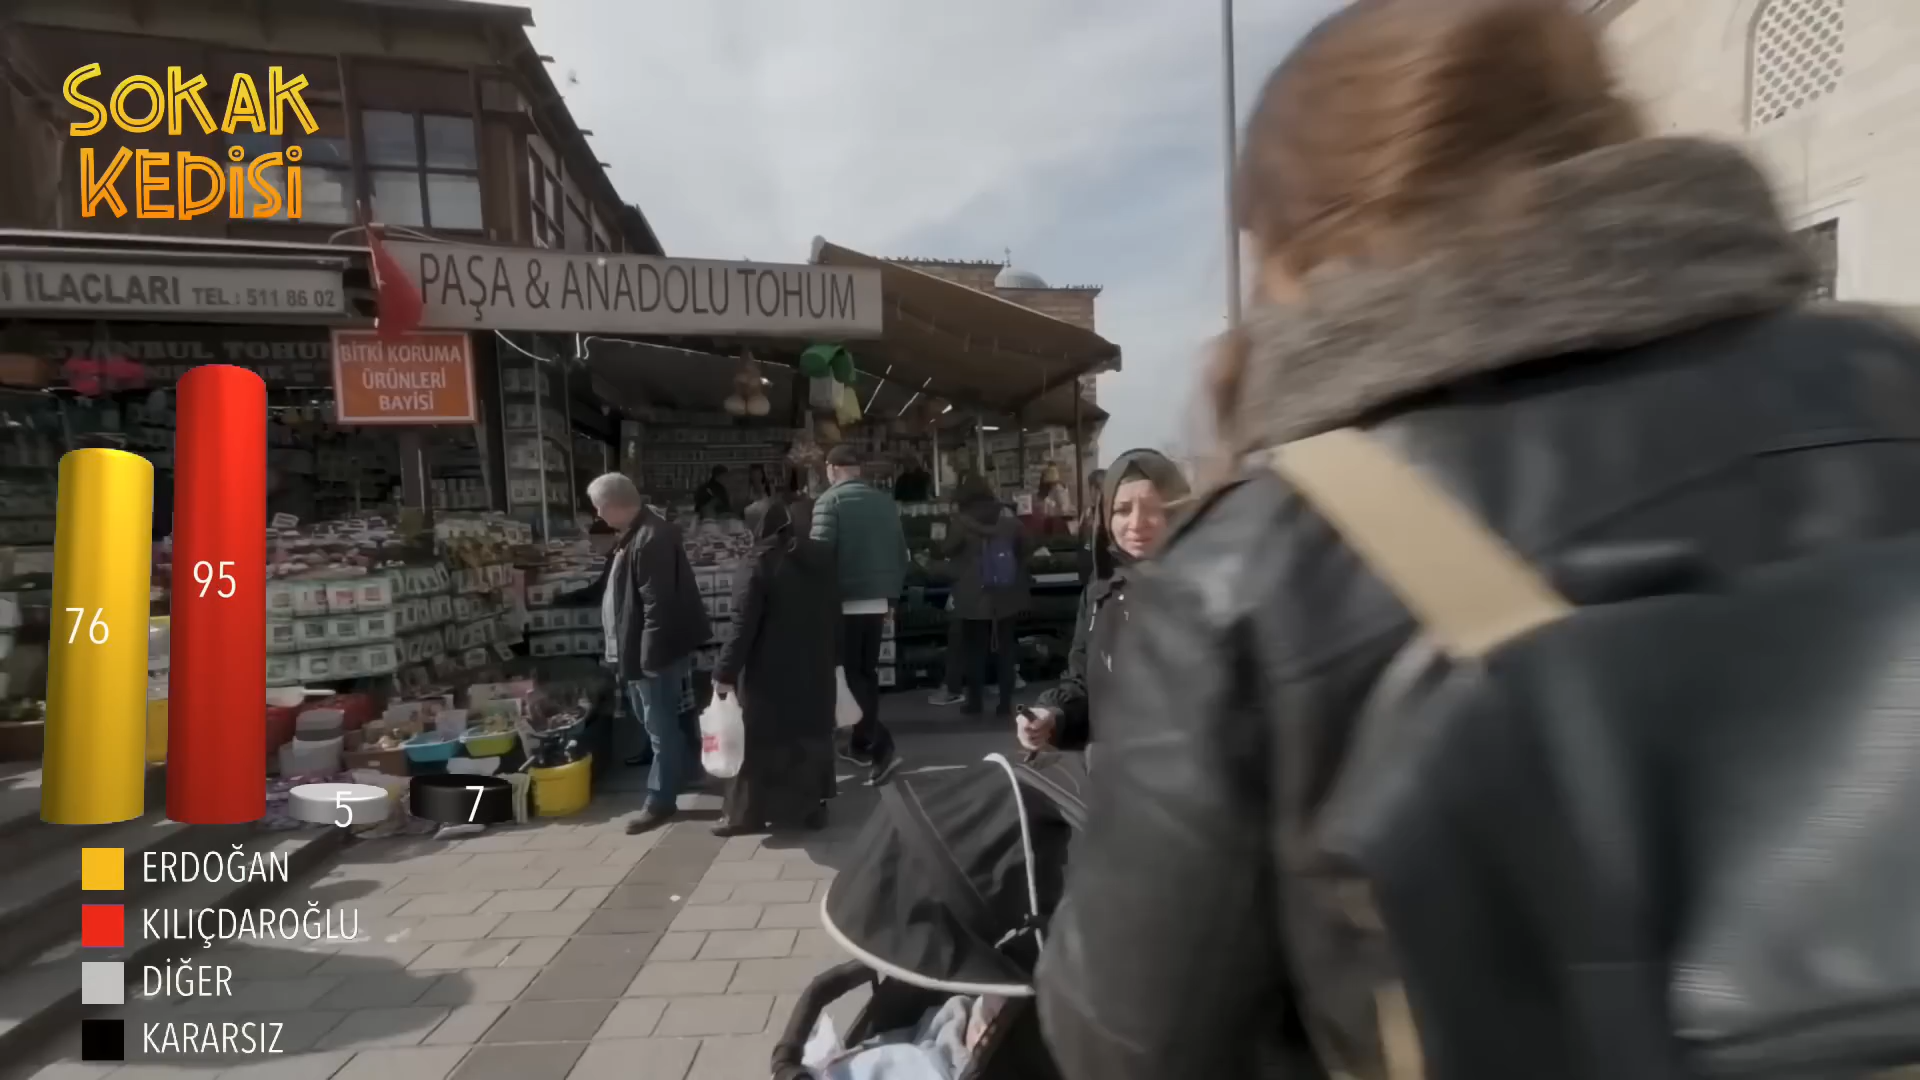 SOKAK
KEDİSİ
İ İLAÇLARI TEL.: 511 86 02
PAŞA & ANADOLU TOHUM
BİTKİ KORUMA
ÜRÜNLERİ
BAYİSİ
76
95
5
7
ERDOĞAN
KILIÇDAROĞLU
DİĞER
KARARSIZ